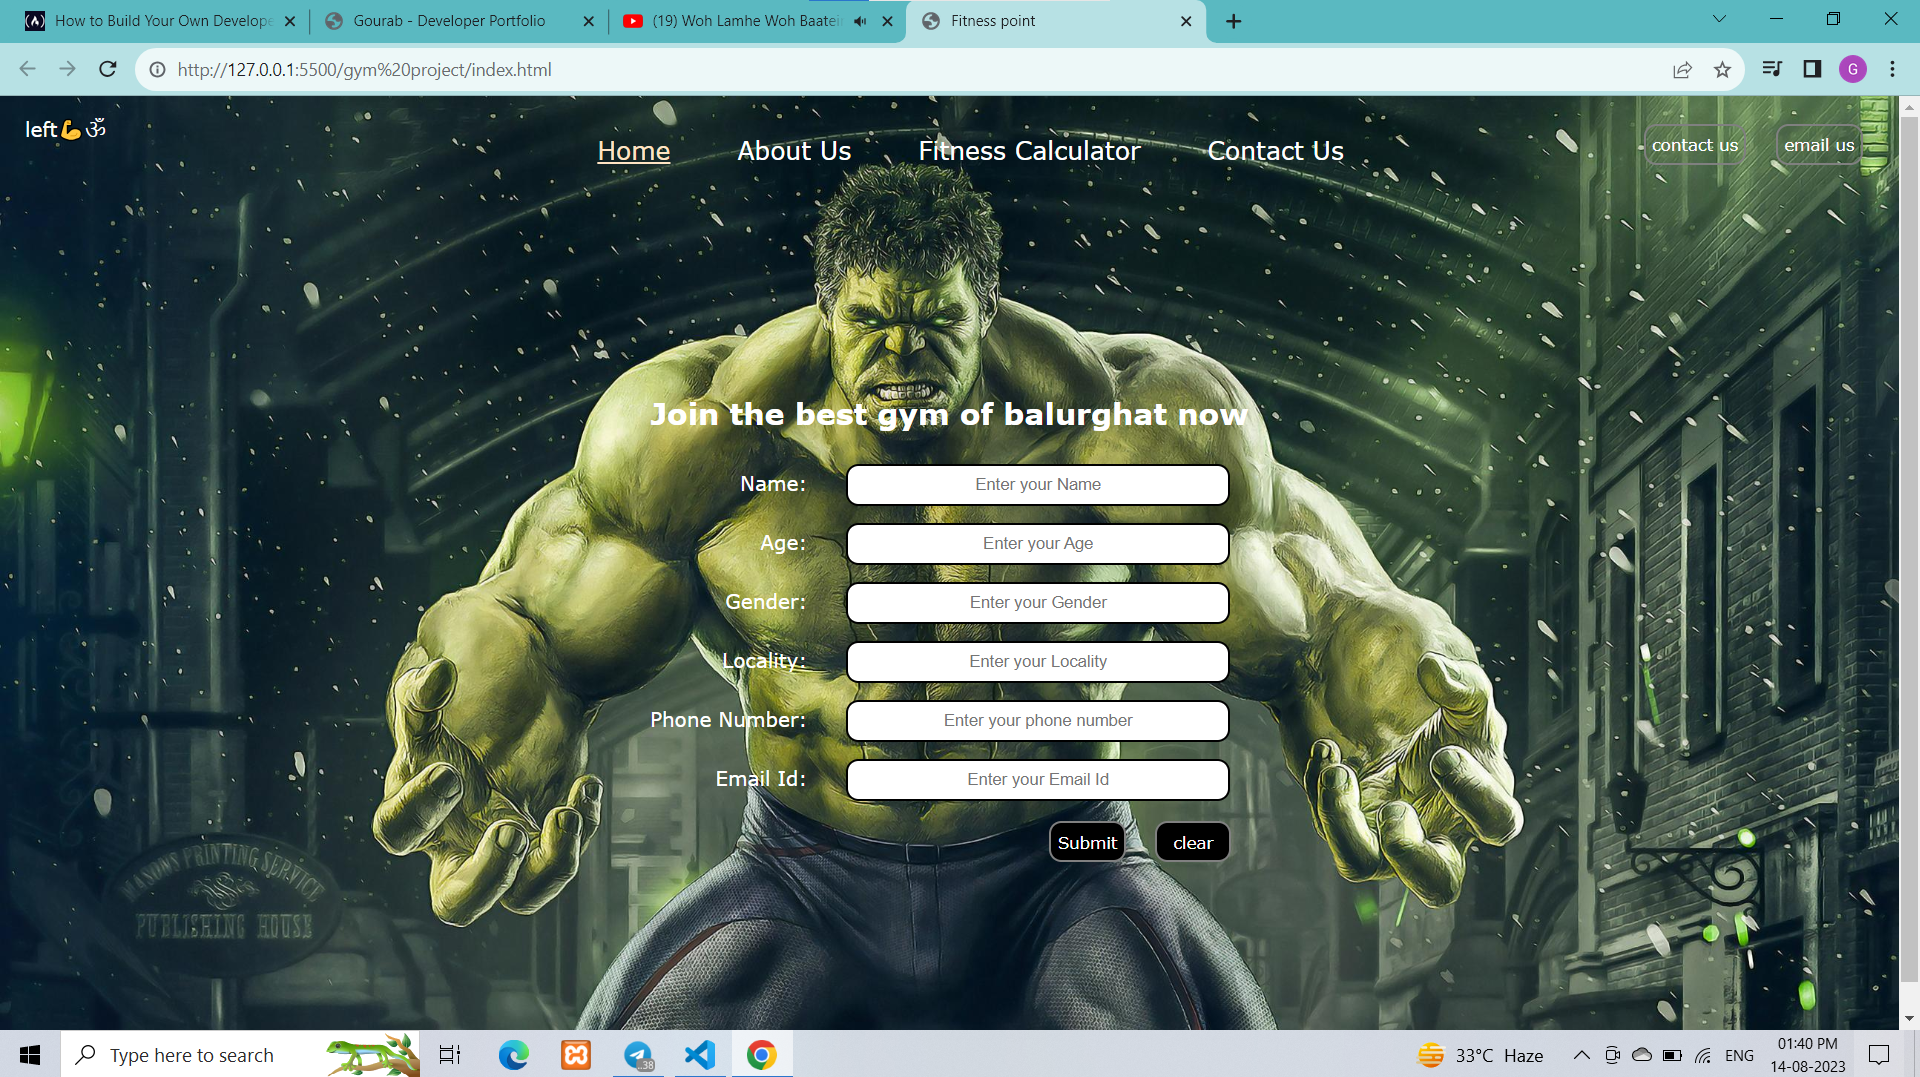 How to Build Your Own Develope
Gourab - Developer Portfolio
(19) Woh Lamhe Woh Baatein
Fitness point
http://127.0.0.1:5500/gym%20project/index.html
G
left💪ॐ
Home
About Us
Fitness Calculator
Contact Us
contact us
email us
Join the best gym of balurghat now
Name:
Enter your Name
Age:
Enter your Age
Gender:
Enter your Gender
Locality:
Enter your Locality
Phone Number:
Enter your phone number
Email Id:
Enter your Email Id
Submit
clear
MASON'S PRINTING SERVICE
PUBLISHING HOUSE
Type here to search
38
33°C Haze
ENG
01:40 PM
14-08-2023